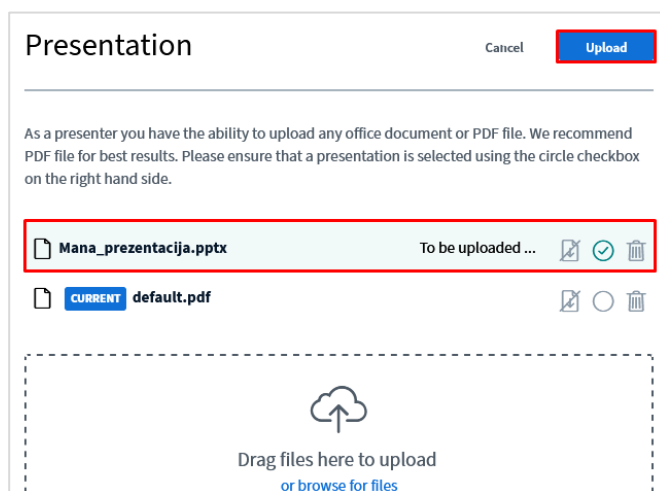 Presentation
Cancel
Upload
As a presenter you have the ability to upload any office document or PDF file. We recommend
PDF file for best results. Please ensure that a presentation is selected using the circle checkbox
on the right hand side.
Mana_prezentacija.pptx To be uploaded ...
CURRENT default.pdf
Drag files here to upload
or browse for files